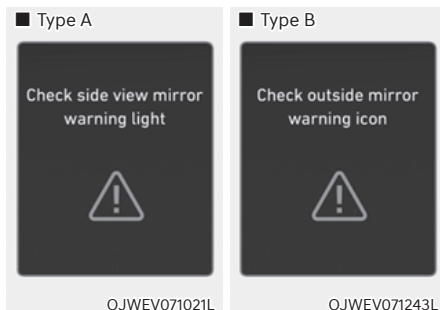 ■ Type A
Check side view mirror
warning light
OJWEV071021L
■ Type B
Check outside mirror
warning icon
OJWEV071243L